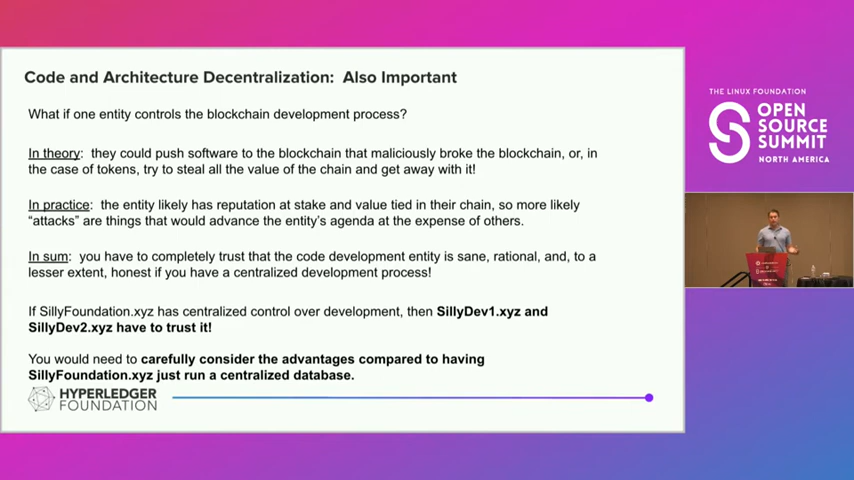 Code and Architecture Decentralization: Also Important
What if one entity controls the blockchain development process?
In theory: they could push software to the blockchain that maliciously broke the blockchain, or, in
the case of tokens, try to steal all the value of the chain and get away with it!
In practice: the entity likely has reputation at stake and value tied in their chain, so more likely
“attacks” are things that would advance the entity’s agenda at the expense of others.
In sum: you have to completely trust that the code development entity is sane, rational, and, to a
lesser extent, honest if you have a centralized development process!
If SillyFoundation.xyz has centralized control over development, then SillyDev1.xyz and
SillyDev2.xyz have to trust it!
You would need to carefully consider the advantages compared to having
SillyFoundation.xyz just run a centralized database.
HYPERLEDGER
FOUNDATION
THE LINUX FOUNDATION
OPEN
SOURCE
SUMMIT
NORTH AMERICA